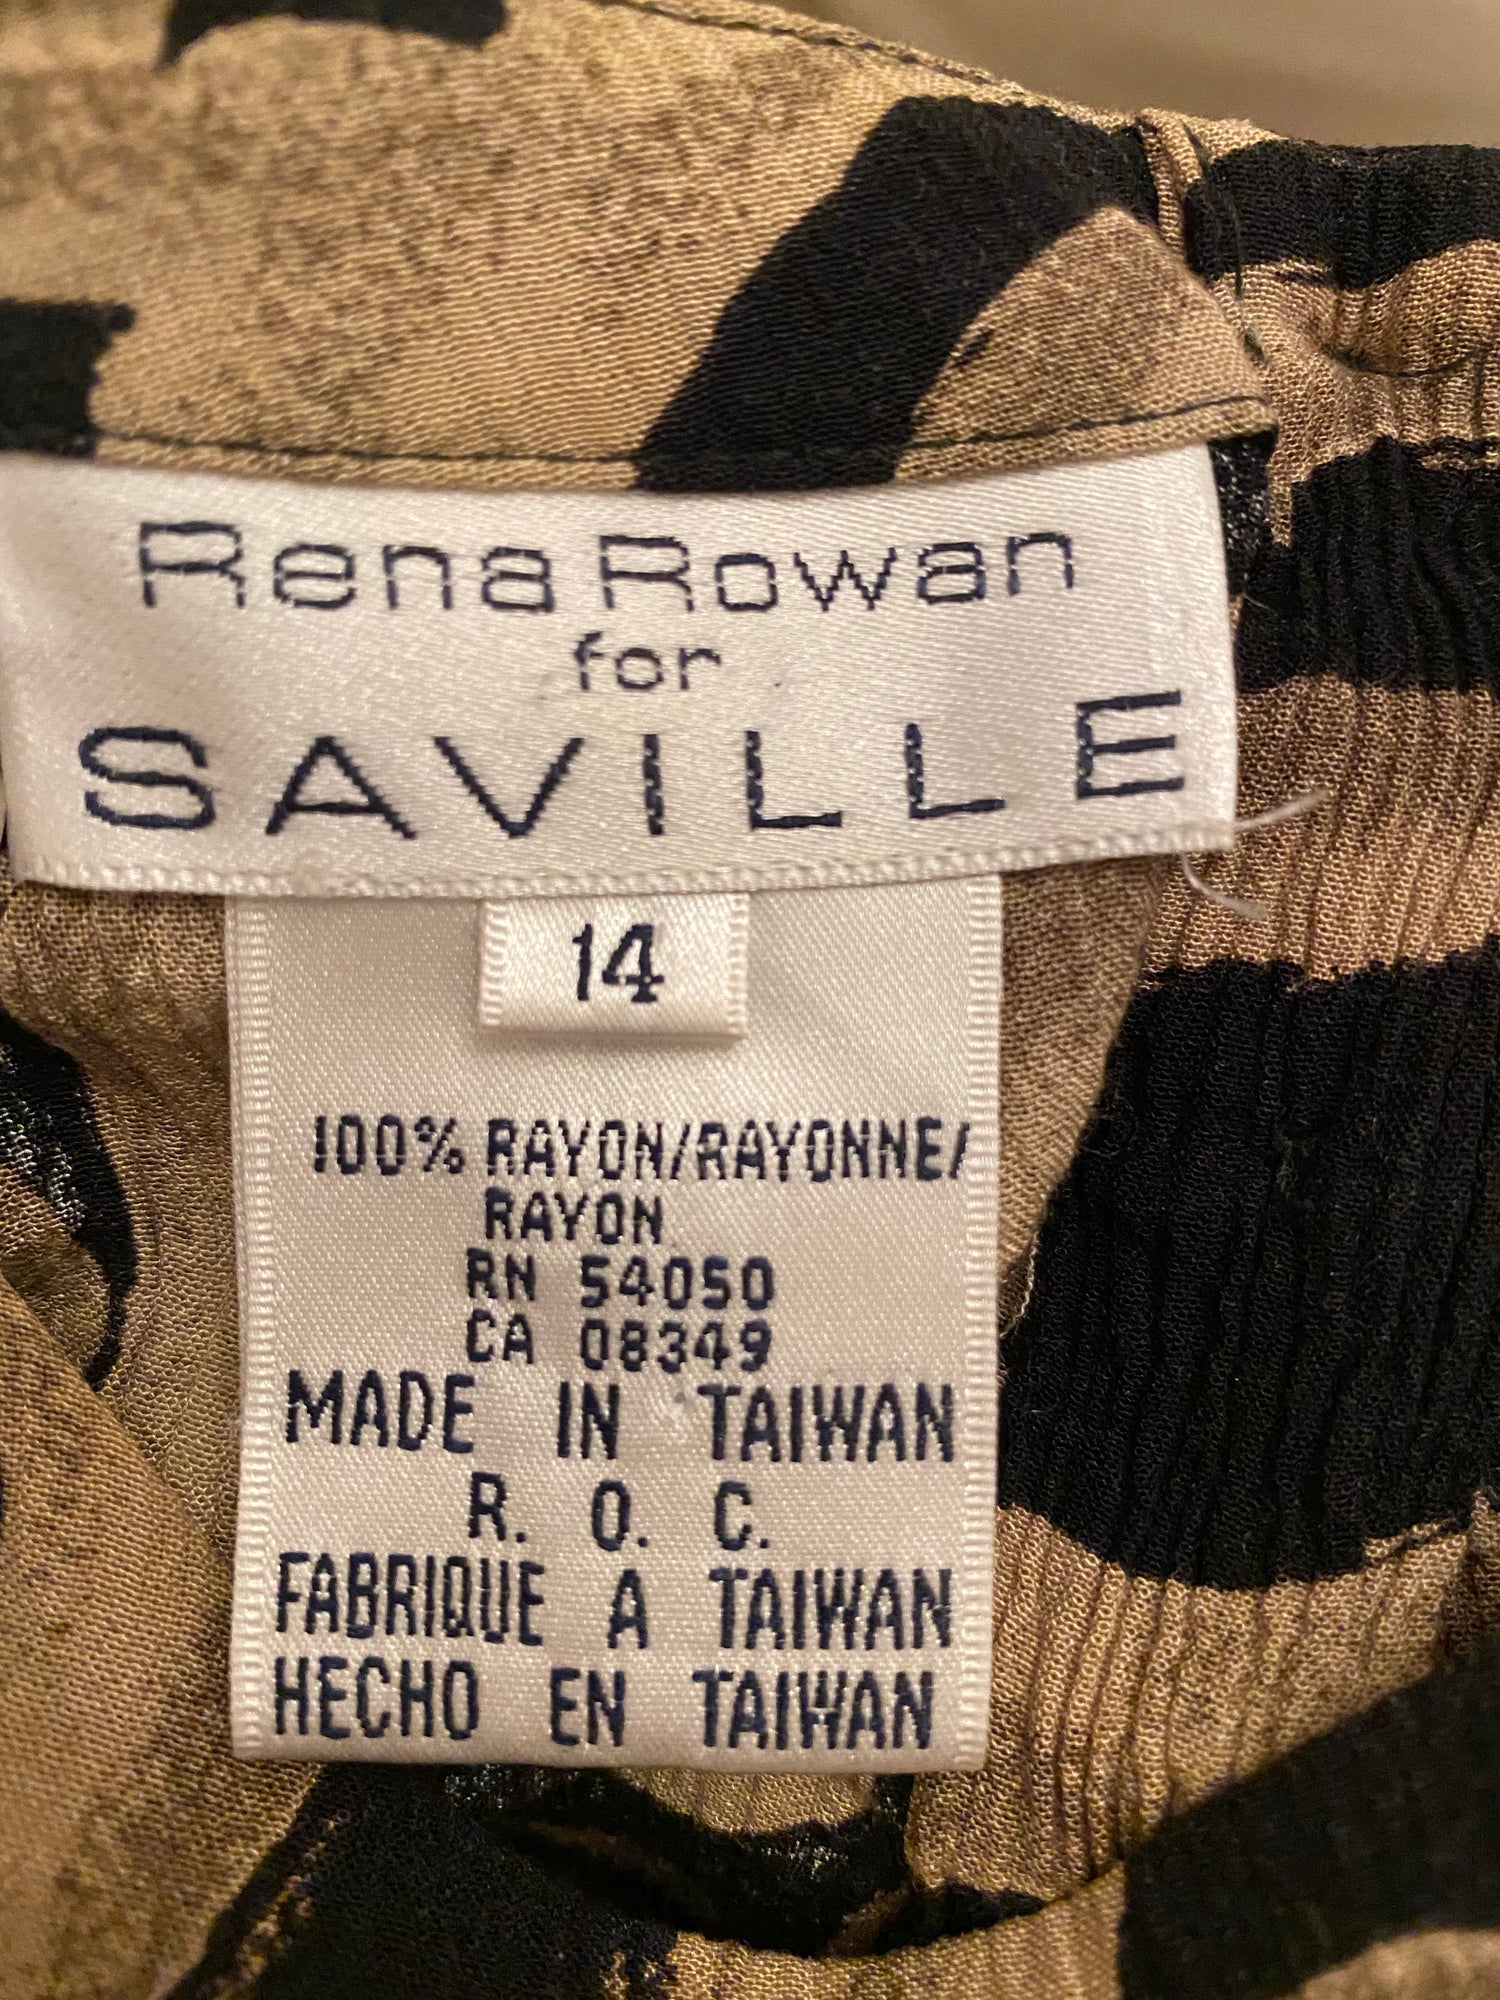 Rena Rowan
for
SAVILLE
14
100% RAYON/RAYONNE/
RAYON
RN 54050
CA 08349
MADE IN TAIWAN
R. O. C.
FABRIQUE A TAIWAN
HECHO EN TAIWAN